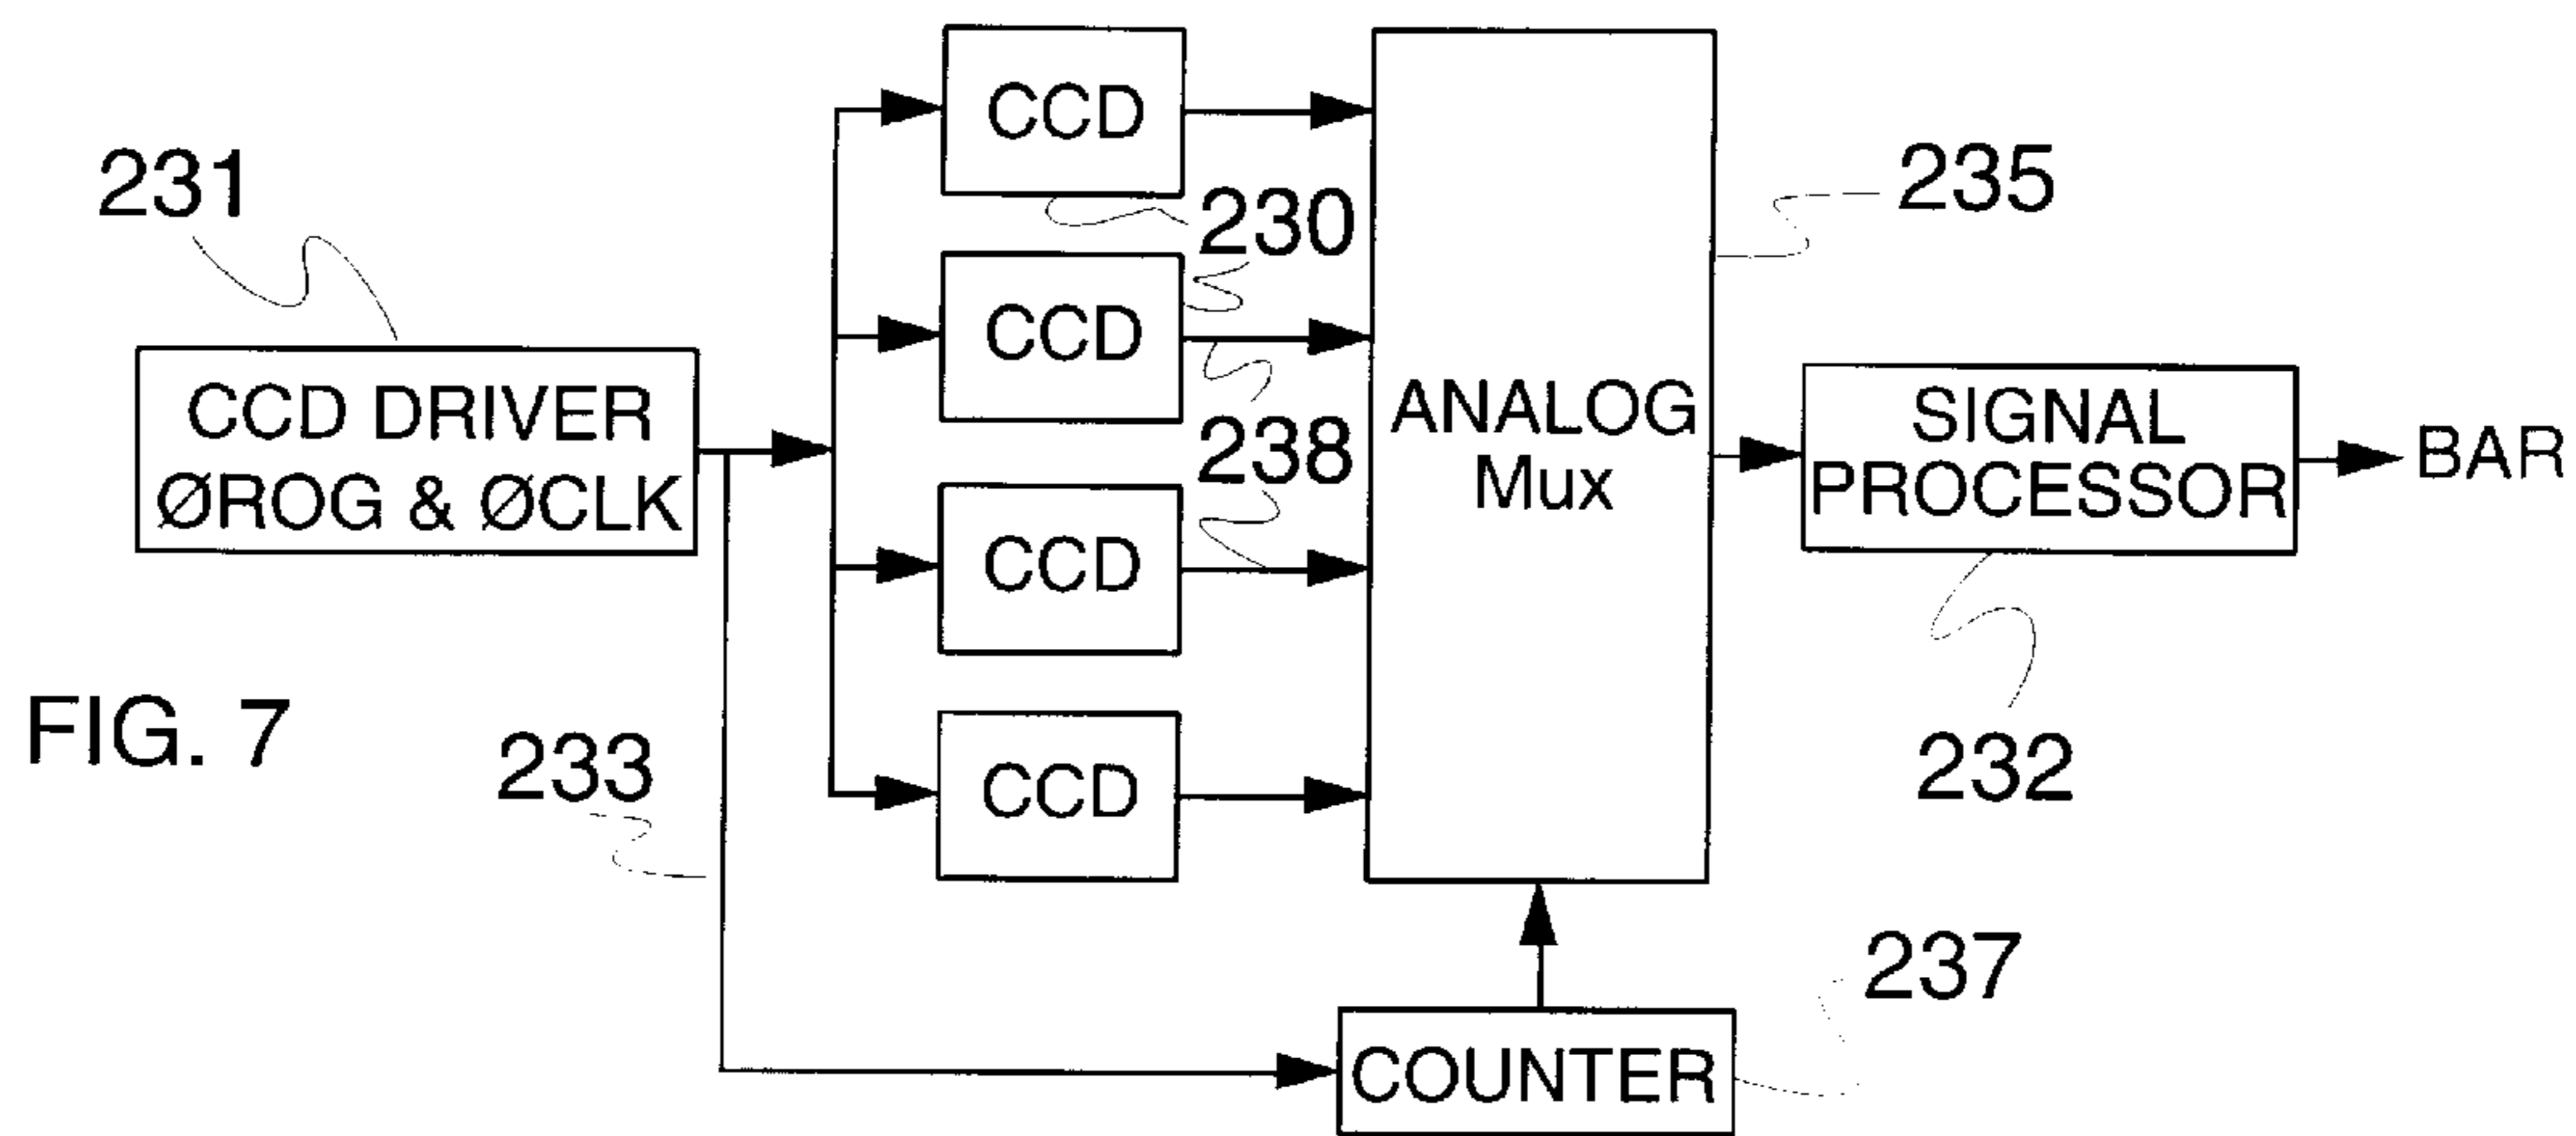 CCD
231
235
230
CCD
CCD DRIVER
ØROG & ØCLK
238
ANALOG
Mux
SIGNAL
PROCESSOR
BAR
CCD
FIG. 7
233
CCD
232
237
COUNTER